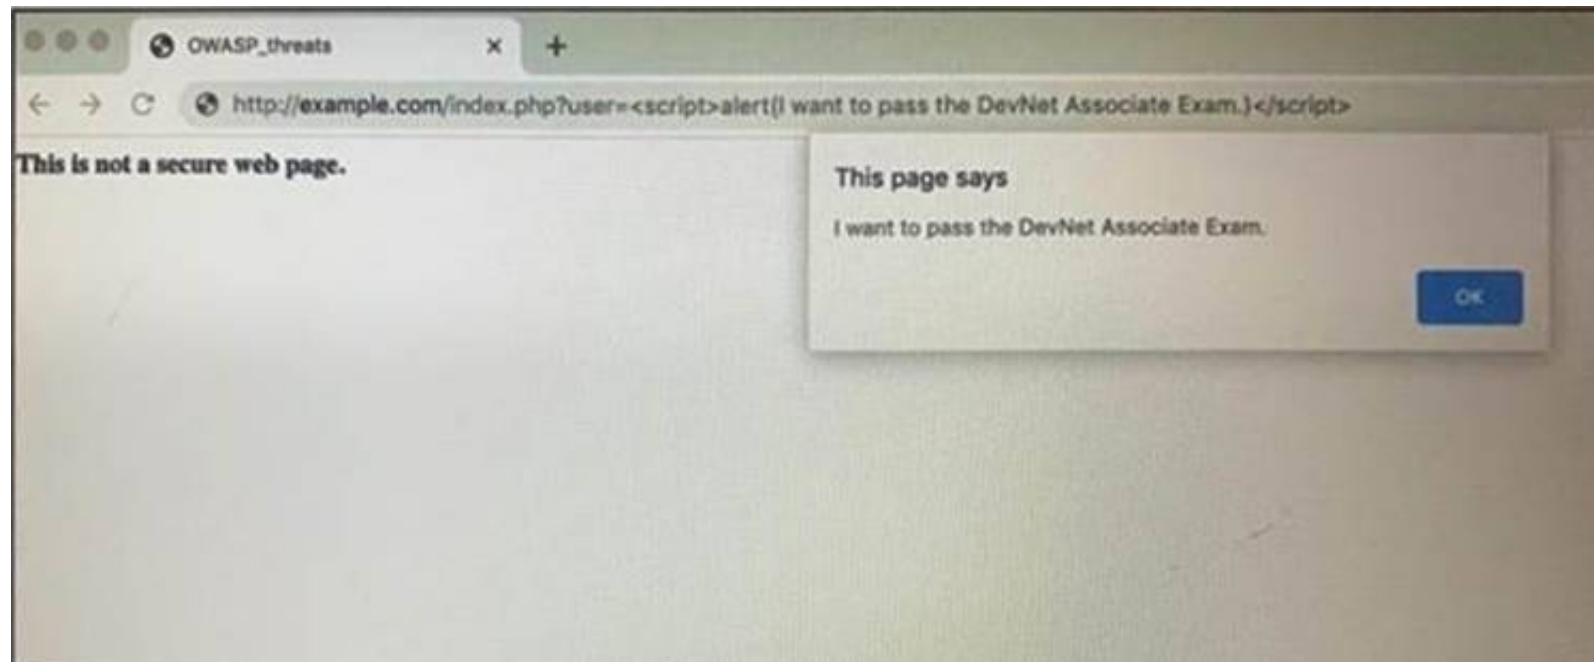 OWASP_threats
http://example.com/index.php?user=<script>alert(I want to pass the DevNet Associate Exam.)</script>
This is not a secure web page.
This page says
I want to pass the DevNet Associate Exam.
OK